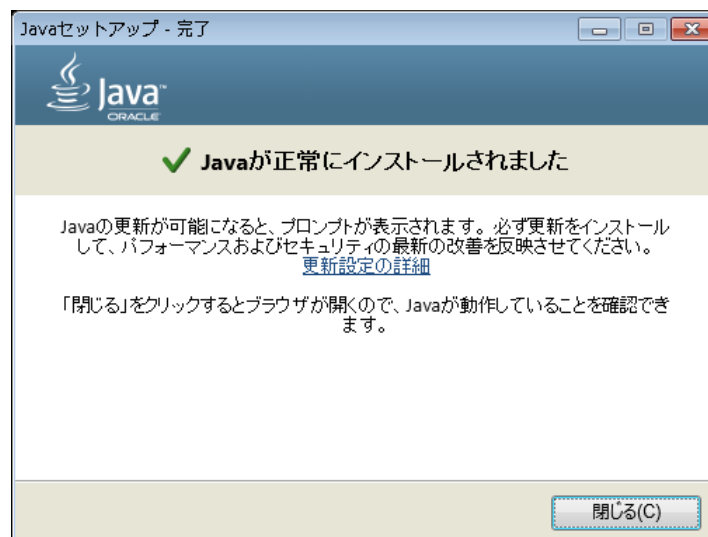 Javaセットアップ - 完了
Java™
ORACLE
Javaが正常にインストールされました
Javaの更新が可能になると、プロンプトが表示されます。必ず更新をインストール
して、パフォーマンスおよびセキュリティの最新の改善を反映させてください。
更新設定の詳細
「閉じる」をクリックするとブラウザが開くので、Javaが動作していることを確認でき
ます。
閉じる(C)